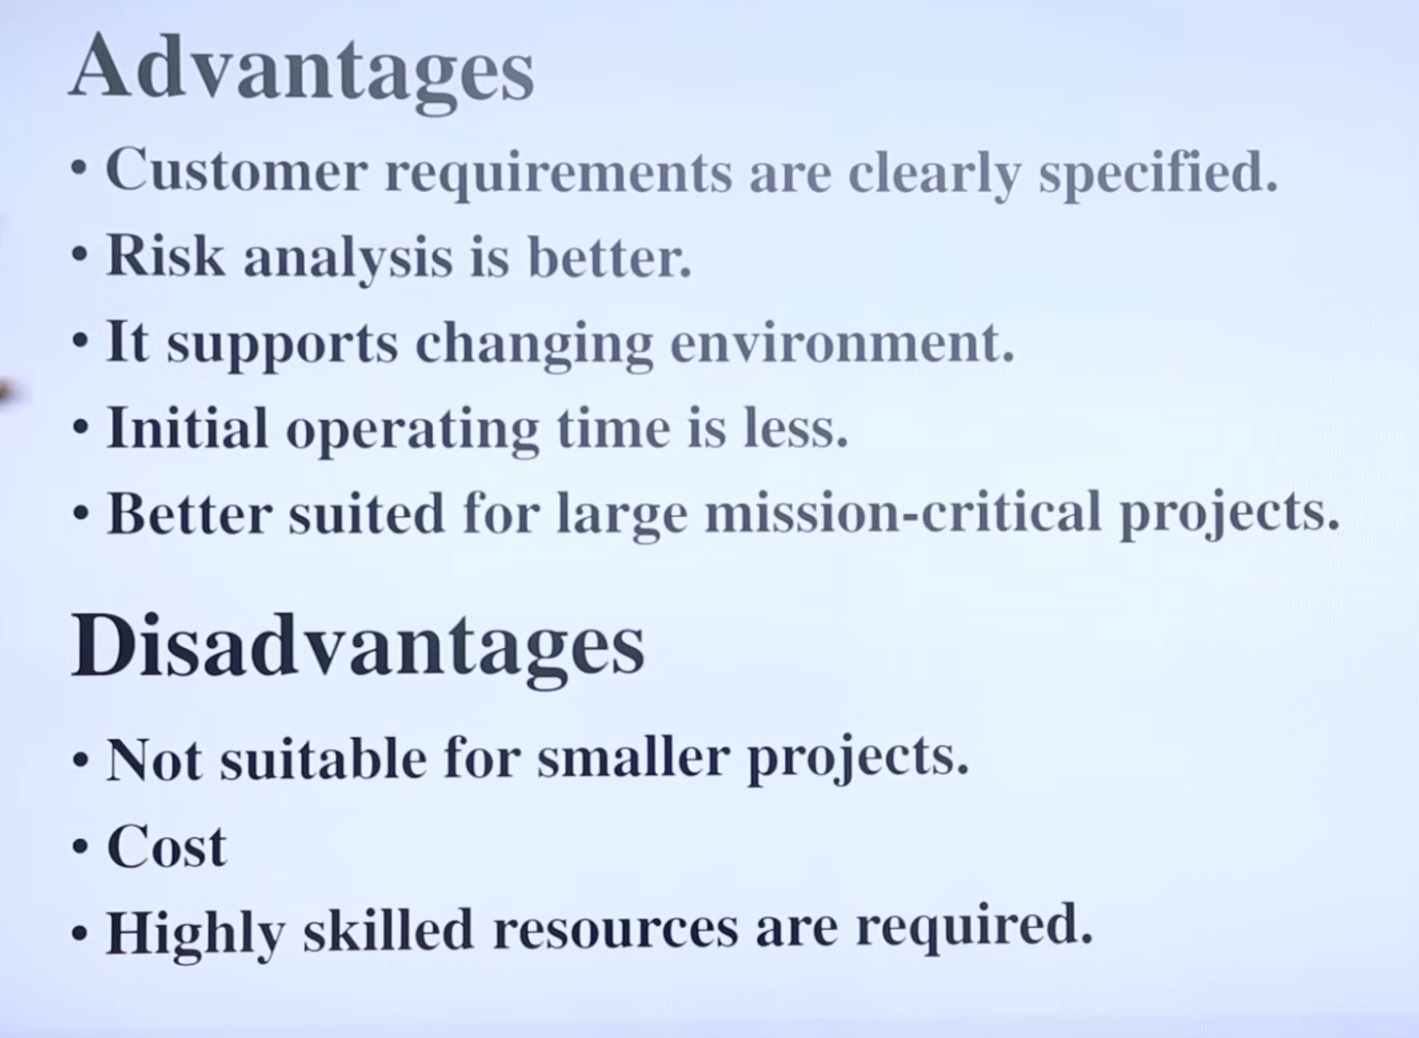 Advantages
• Customer requirements are clearly specified.
• Risk analysis is better.
• It supports changing environment.
• Initial operating time is less.
• Better suited for large mission-critical projects.
Disadvantages
• Not suitable for smaller projects.
• Cost
• Highly skilled resources are required.